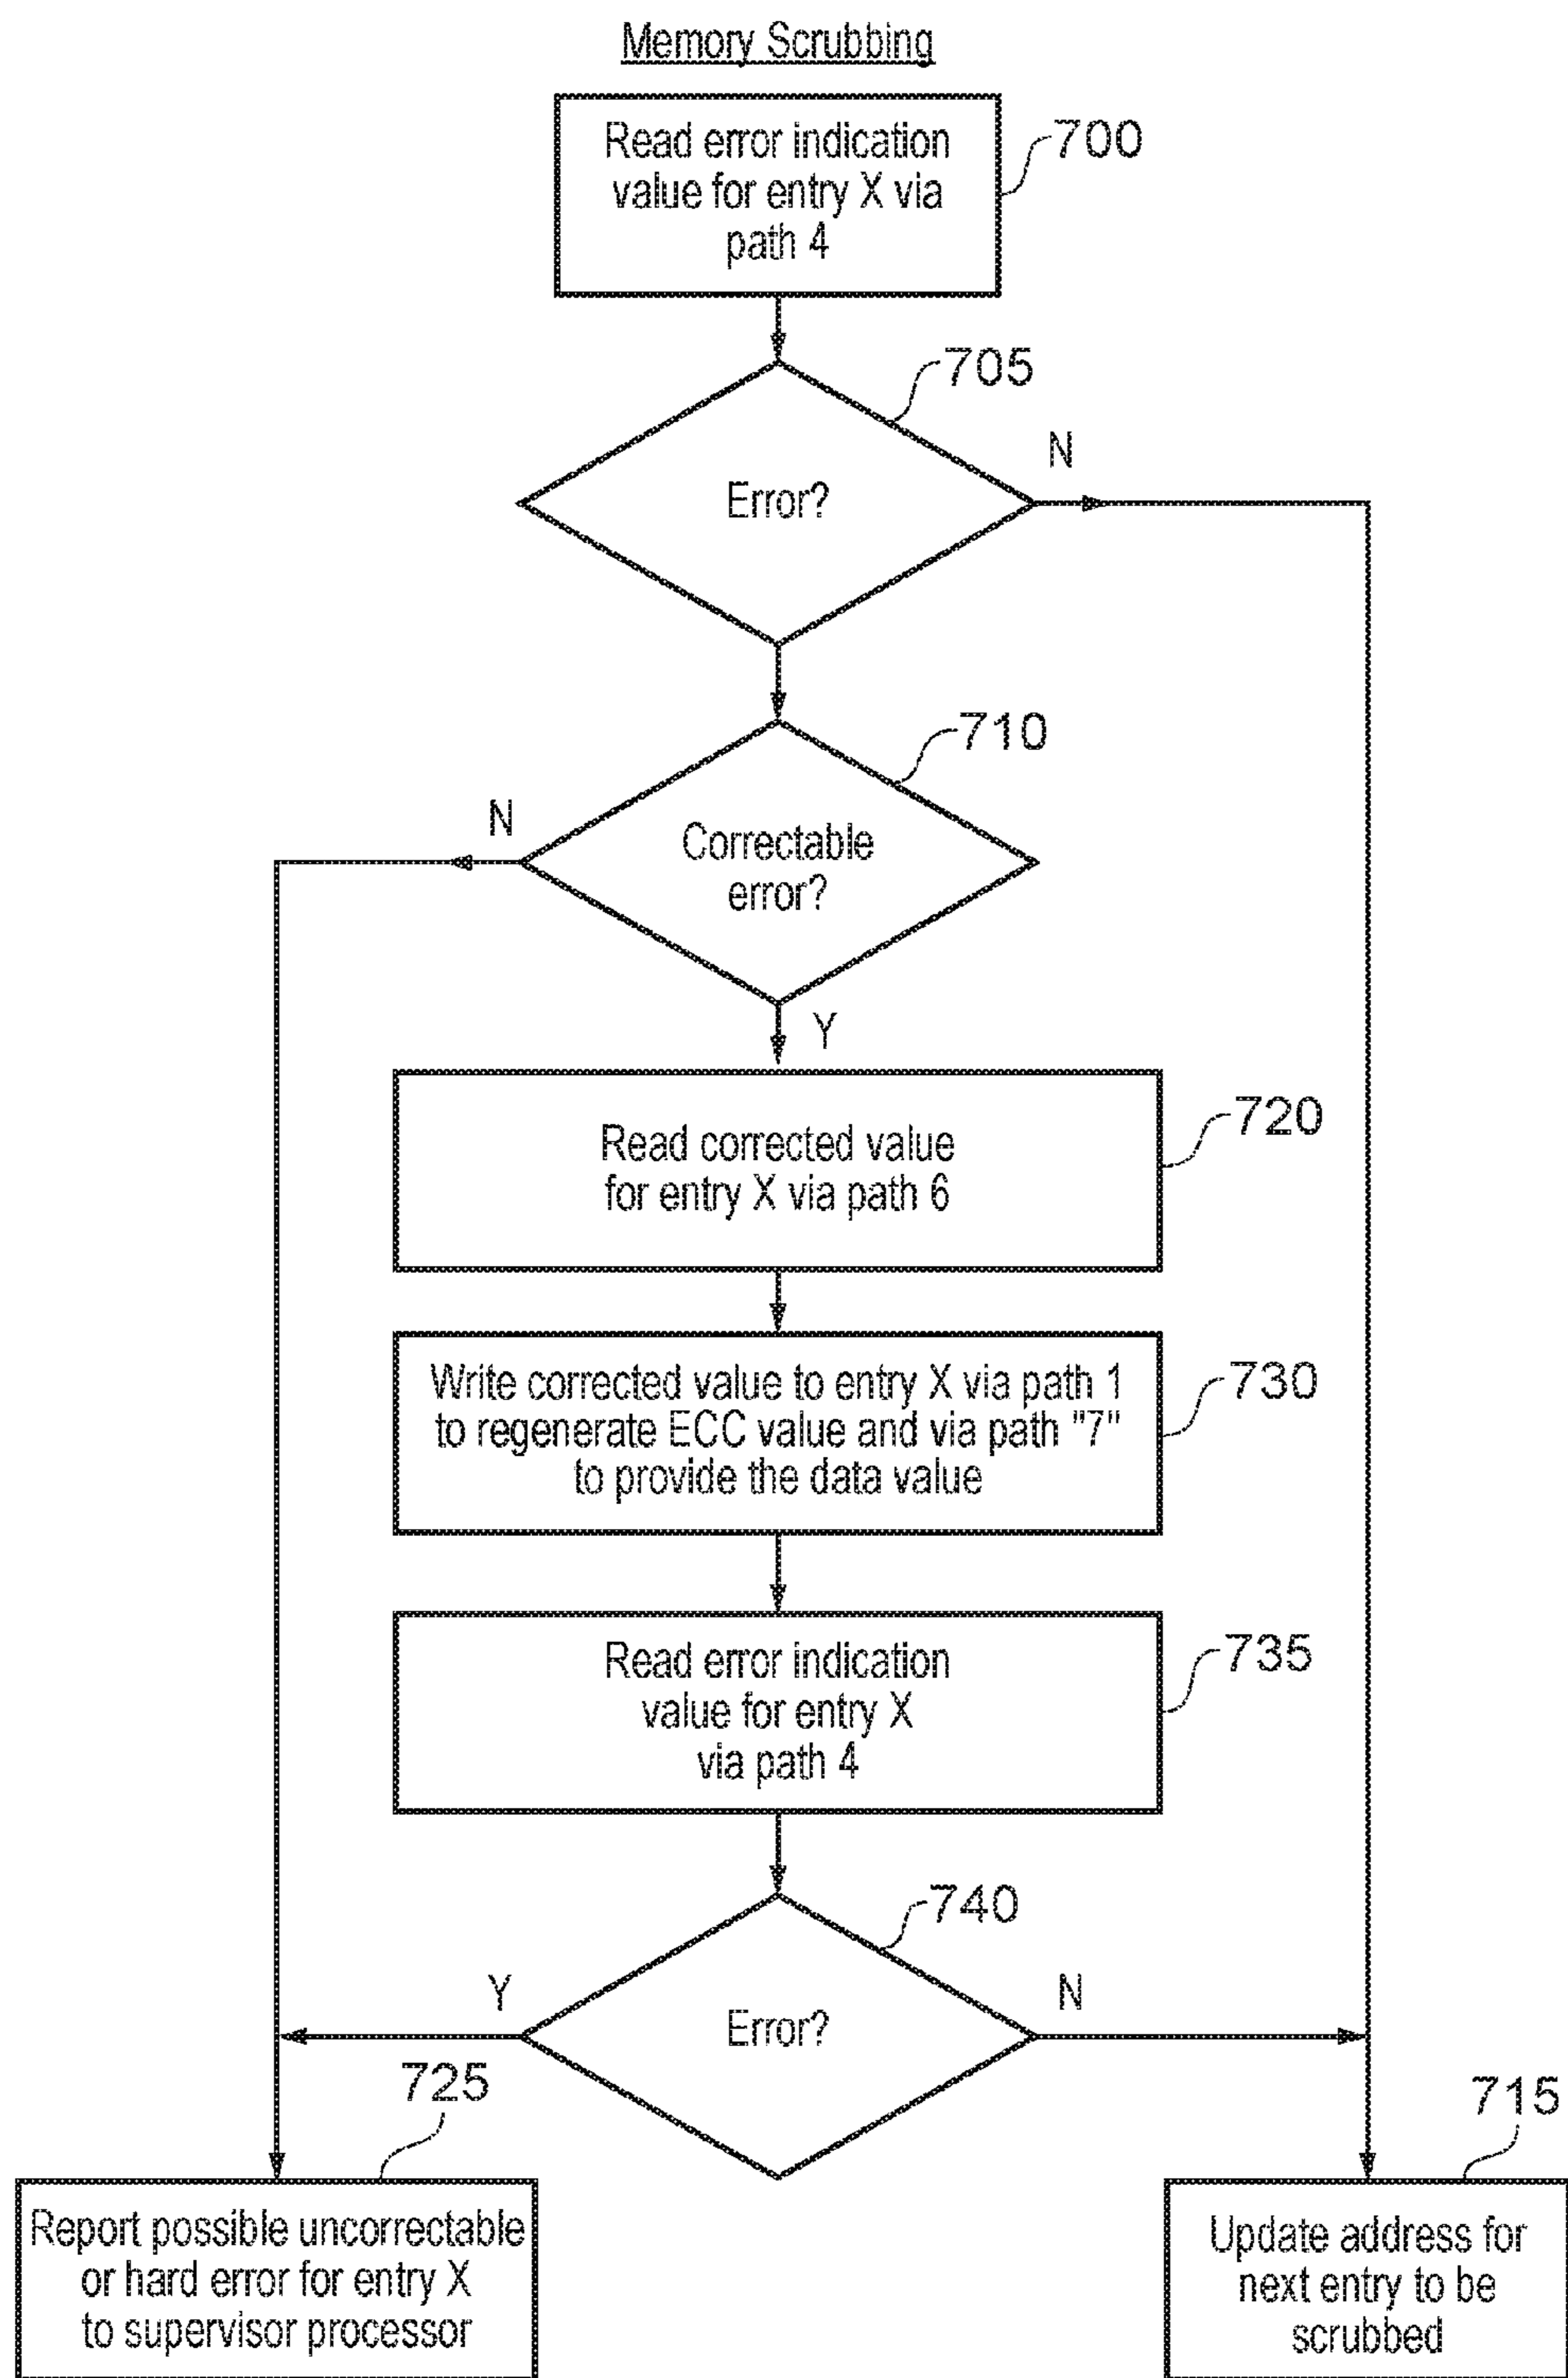 Memory Scrubbing
Read error indication
value for entry X via
path 4
700
705
Error?
N
710
Correctable
error?
N
Y
Read corrected value
for entry X via path 6
720
Write corrected value to entry X via path 1
to regenerate ECC value and via path "7"
to provide the data value
730
Read error indication
value for entry X
via path 4
735
740
Error?
Y
N
725
Report possible uncorrectable
or hard error for entry X
to supervisor processor
715
Update address for
next entry to be
scrubbed